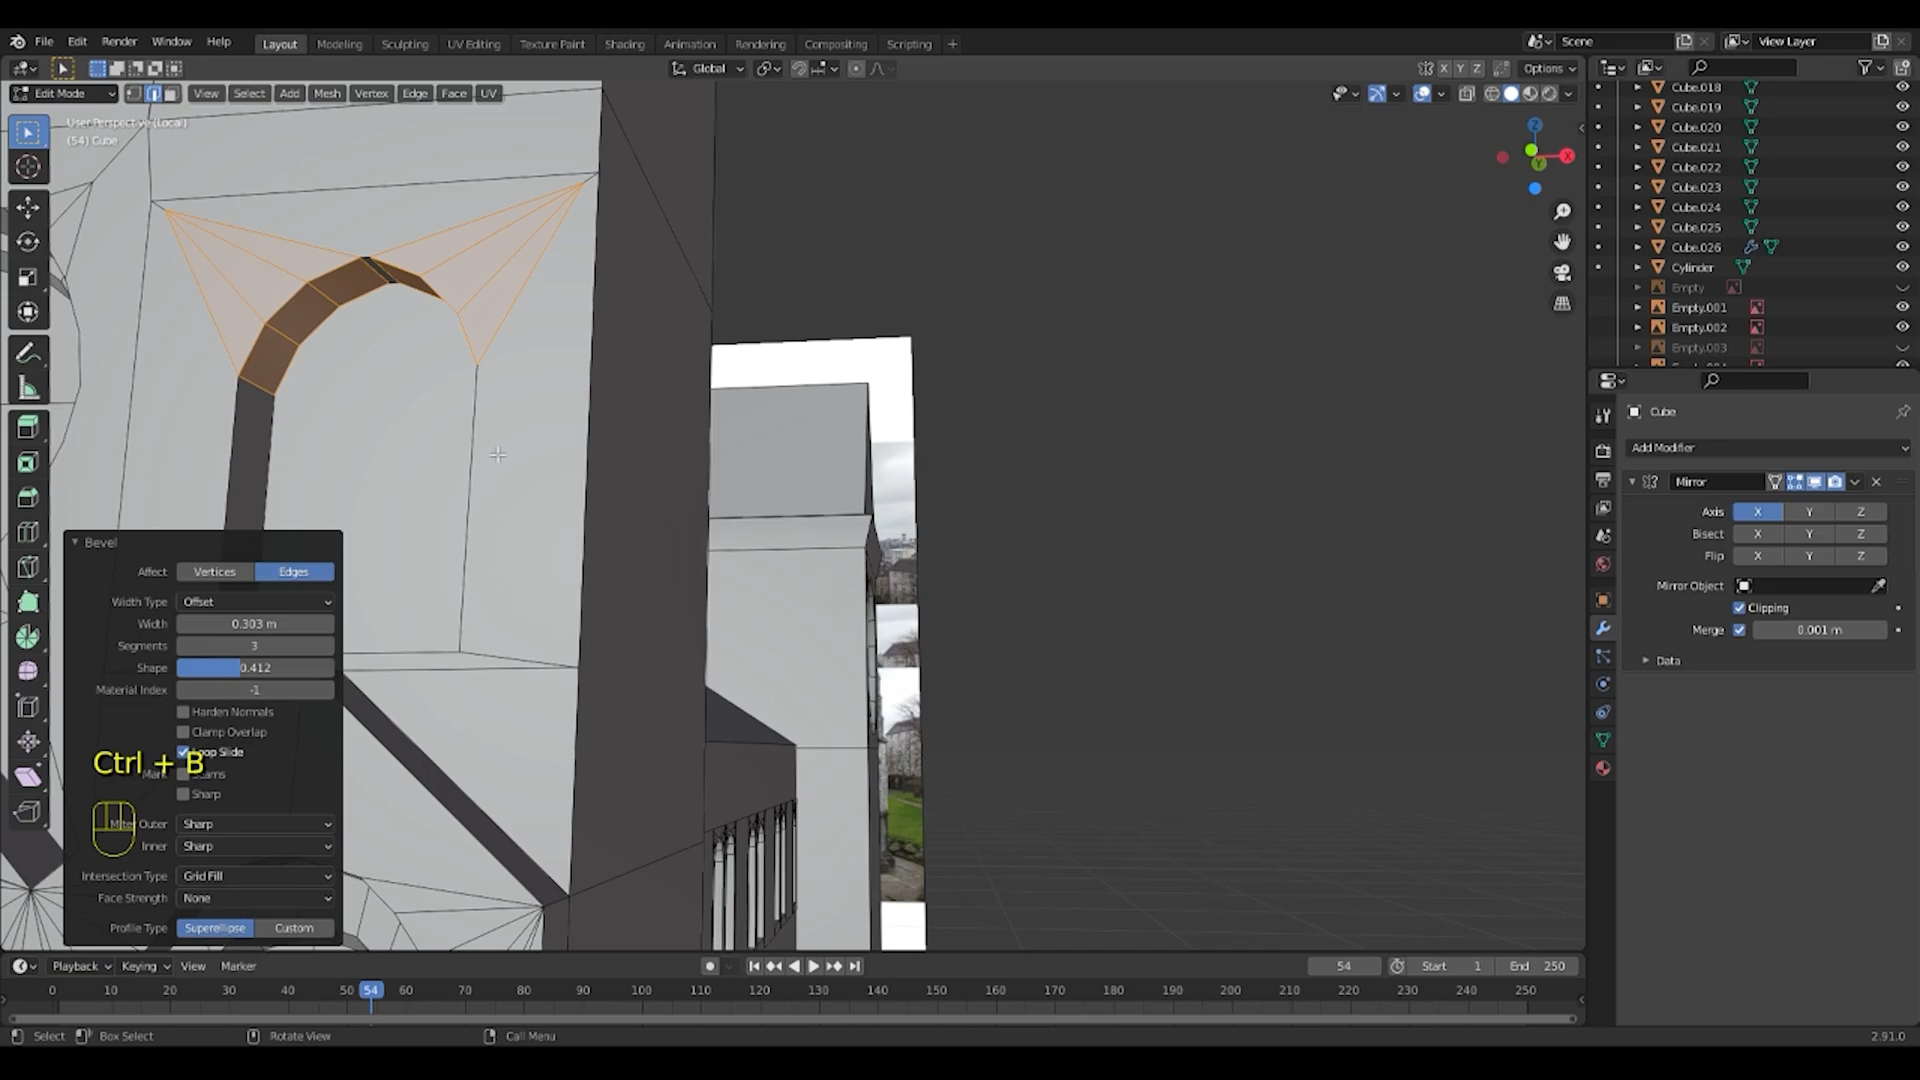 File Edit Render Window Help Layout Modeling Sculpting UV Editing Texture Paint Shading Animation Rendering Compositing Scripting + Scene View Layer
Global X Y Z Options
Edit Mode View Select Add Mesh Vertex Edge Face UV
User Perspective (Local)
(54) Cube
Z
X
Y
Cube.018
Cube.019
Cube.020
Cube.021
Cube.022
Cube.023
Cube.024
Cube.025
Cube.026
Cylinder
Empty
Empty.001
Empty.002
Empty.003
Cube
Add Modifier
Mirror
Axis X Y Z
Bisect X Y Z
Flip X Y Z
Mirror Object
Clipping
Merge 0.001 m
Data
Bevel
Affect Vertices Edges
Width Type Offset
Width 0.303 m
Segments 3
Shape 0.412
Material Index -1
Harden Normals
Clamp Overlap
Loop Slide
Ctrl + B
Sharp
Miter Outer Sharp
Inner Sharp
Intersection Type Grid Fill
Face Strength None
Profile Type Superellipse Custom
Playback Keying View Marker 54 Start 1 End 250
0 10 20 30 40 50 54 60 70 80 90 100 110 120 130 140 150 160 170 180 190 200 210 220 230 240 250
Select Box Select Rotate View Call Menu 2.91.0